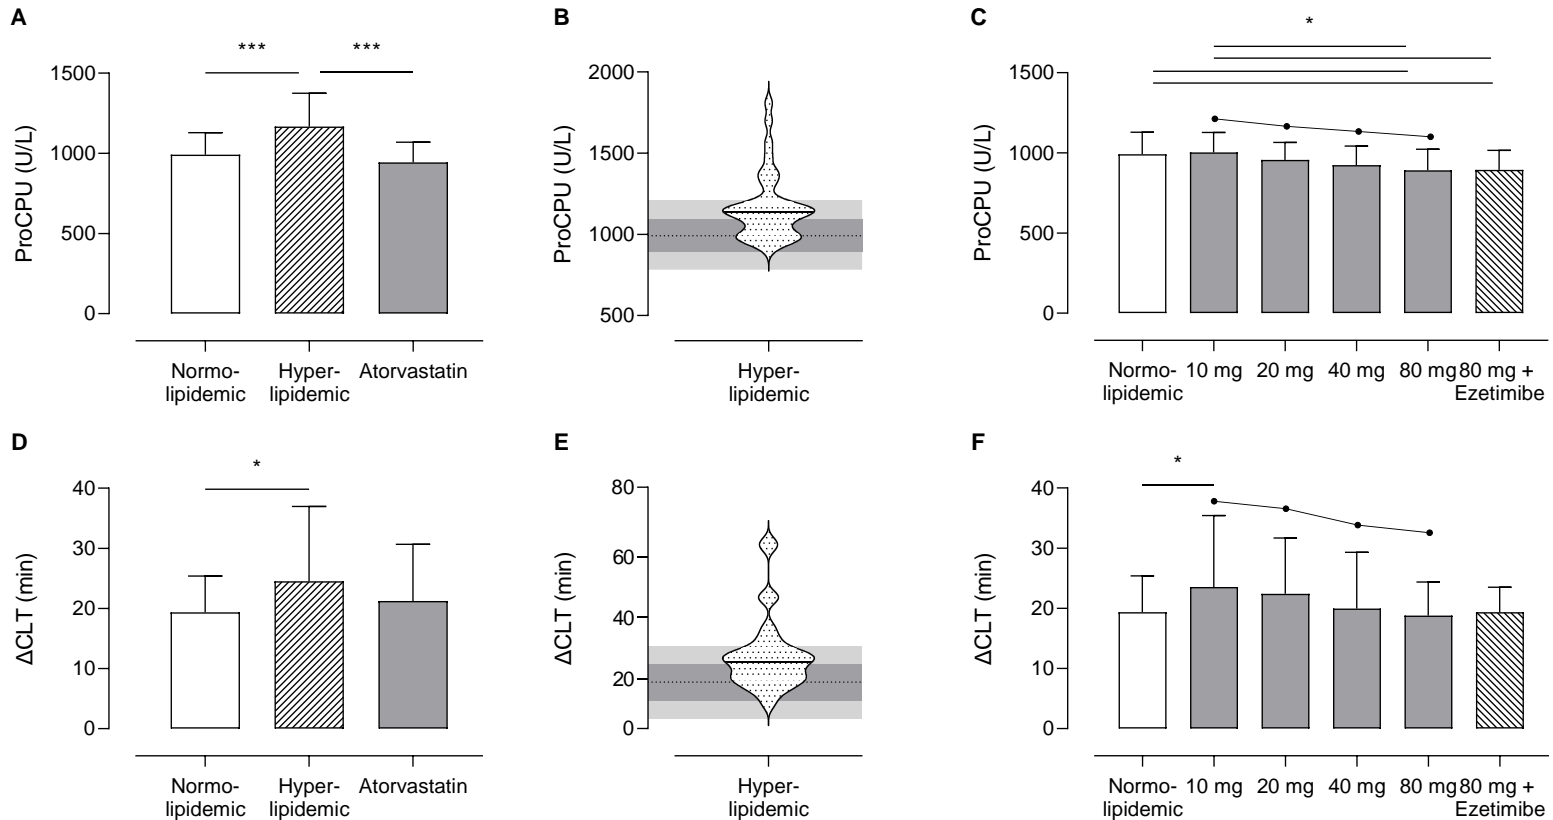 A
***
***
1500
1000
500
0
ProCPU (U/L)
Normo-
lipidemic
Hyper-
lipidemic
Atorvastatin
B
2000
1500
1000
500
ProCPU (U/L)
Hyper-
lipidemic
C
*
1500
1000
500
0
ProCPU (U/L)
Normo-
lipidemic
10 mg
20 mg
40 mg
80 mg
80 mg +
Ezetimibe
D
*
40
30
20
10
0
ΔCLT (min)
Normo-
lipidemic
Hyper-
lipidemic
Atorvastatin
E
80
60
40
20
0
ΔCLT (min)
Hyper-
lipidemic
F
*
40
30
20
10
0
ΔCLT (min)
Normo-
lipidemic
10 mg
20 mg
40 mg
80 mg
80 mg +
Ezetimibe